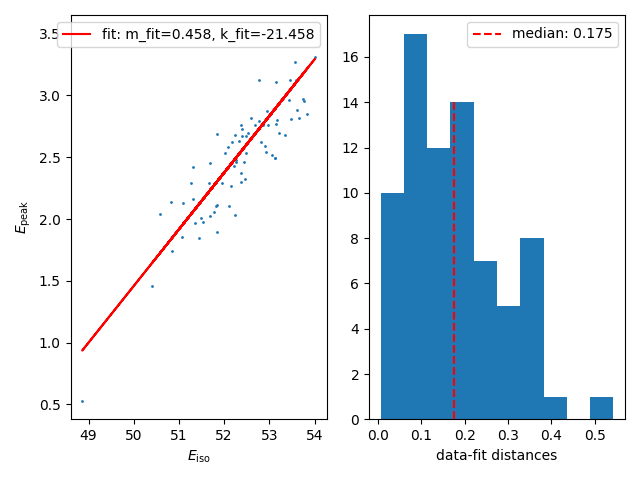 fit: m_fit=0.458, k_fit=-21.458
3.5
3.0
2.5
2.0
1.5
1.0
0.5
E_peak
49 50 51 52 53 54
E_iso
median: 0.175
16
14
12
10
8
6
4
2
0
0.0 0.1 0.2 0.3 0.4 0.5
data-fit distances